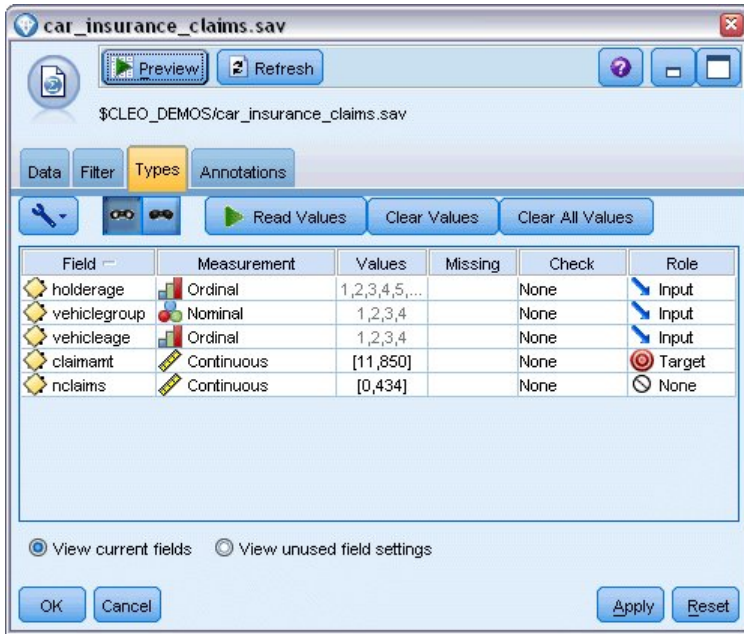 car_insurance_claims.sav
Preview Refresh
$CLEO_DEMOS/car_insurance_claims.sav
Data Filter Types Annotations
Read Values Clear Values Clear All Values
Field Measurement Values Missing Check Role
holderage Ordinal 1,2,3,4,5,... None Input
vehiclegroup Nominal 1,2,3,4 None Input
vehicleage Ordinal 1,2,3,4 None Input
claimamt Continuous [11,850] None Target
nclaims Continuous [0,434] None None
View current fields View unused field settings
OK Cancel Apply Reset